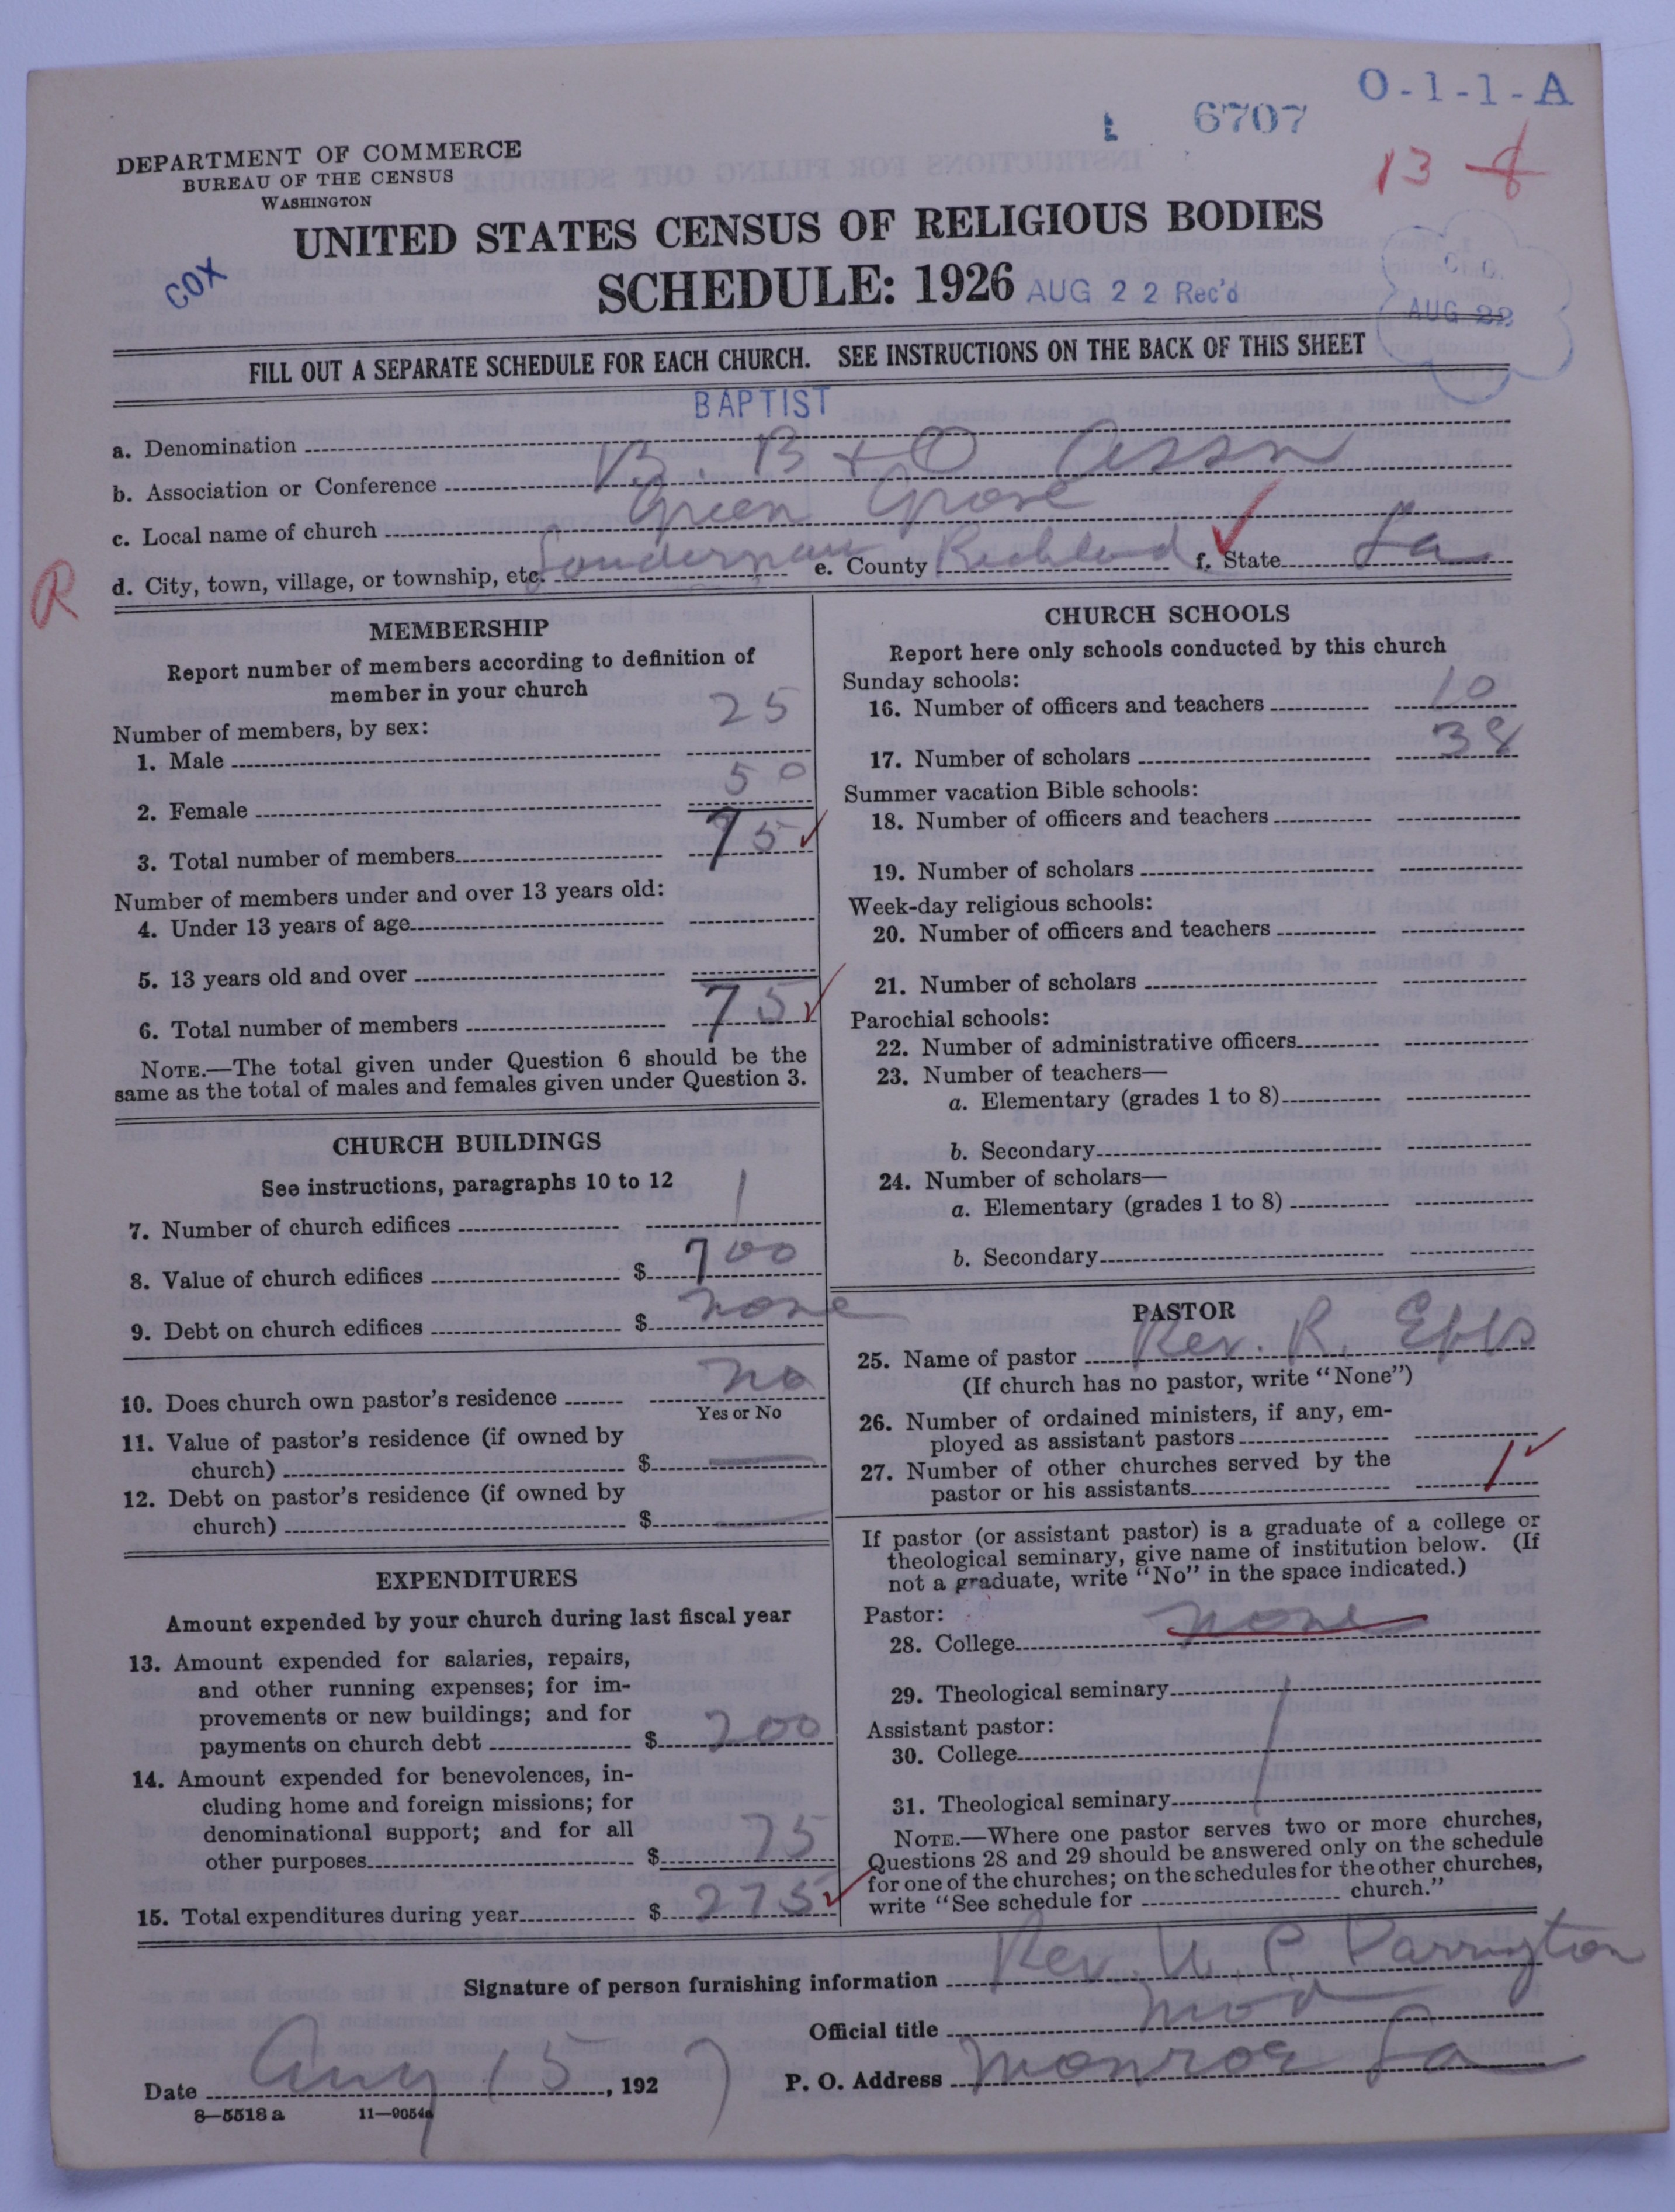 O-1-1-A
6707
13
DEPARTMENT OF COMMERCE
BUREAU OF THE CENSUS
WASHINGTON
UNITED STATES CENSUS OF RELIGIOUS BODIES
COX
SCHEDULE: 1926 AUG 22 Rec'd
AUG 22
FILL OUT A SEPARATE SCHEDULE FOR EACH CHURCH. SEE INSTRUCTIONS ON THE BACK OF THIS SHEET
BAPTIST
a. Denomination
b. Association or Conference B. + O Assn
c. Local name of church Green Grove
R
d. City, town, village, or township, etc. e. County Richland f. State La
MEMBERSHIP
Report number of members according to definition of
member in your church
Number of members, by sex:
1. Male 25
2. Female 50
3. Total number of members 75
Number of members under and over 13 years old:
4. Under 13 years of age
5. 13 years old and over
6. Total number of members 75
NOTE.—The total given under Question 6 should be the
same as the total of males and females given under Question 3.
CHURCH BUILDINGS
See instructions, paragraphs 10 to 12
7. Number of church edifices 1
8. Value of church edifices $ 700
9. Debt on church edifices $ none
10. Does church own pastor's residence no
Yes or No
11. Value of pastor's residence (if owned by
church) $
12. Debt on pastor's residence (if owned by
church) $
EXPENDITURES
Amount expended by your church during last fiscal year
13. Amount expended for salaries, repairs,
and other running expenses; for im-
provements or new buildings; and for
payments on church debt $ 200
14. Amount expended for benevolences, in-
cluding home and foreign missions; for
denominational support; and for all
other purposes $ 75
15. Total expenditures during year $ 275
CHURCH SCHOOLS
Report here only schools conducted by this church
Sunday schools:
16. Number of officers and teachers 10
17. Number of scholars 38
Summer vacation Bible schools:
18. Number of officers and teachers
19. Number of scholars
Week-day religious schools:
20. Number of officers and teachers
21. Number of scholars
Parochial schools:
22. Number of administrative officers
23. Number of teachers—
a. Elementary (grades 1 to 8)
b. Secondary
24. Number of scholars—
a. Elementary (grades 1 to 8)
b. Secondary
PASTOR
25. Name of pastor Rev. R. Epps
(If church has no pastor, write "None")
26. Number of ordained ministers, if any, em-
ployed as assistant pastors
27. Number of other churches served by the
pastor or his assistants 1
If pastor (or assistant pastor) is a graduate of a college or
theological seminary, give name of institution below. (If
not a graduate, write "No" in the space indicated.)
Pastor:
28. College none
29. Theological seminary
Assistant pastor:
30. College
31. Theological seminary
NOTE.—Where one pastor serves two or more churches,
Questions 28 and 29 should be answered only on the schedule
for one of the churches; on the schedules for the other churches,
write "See schedule for church."
Signature of person furnishing information Rev. W. P. Darrington
Official title Mod
Date Aug 15, 1927 P. O. Address Monroe La
8—5518 a 11—9054a